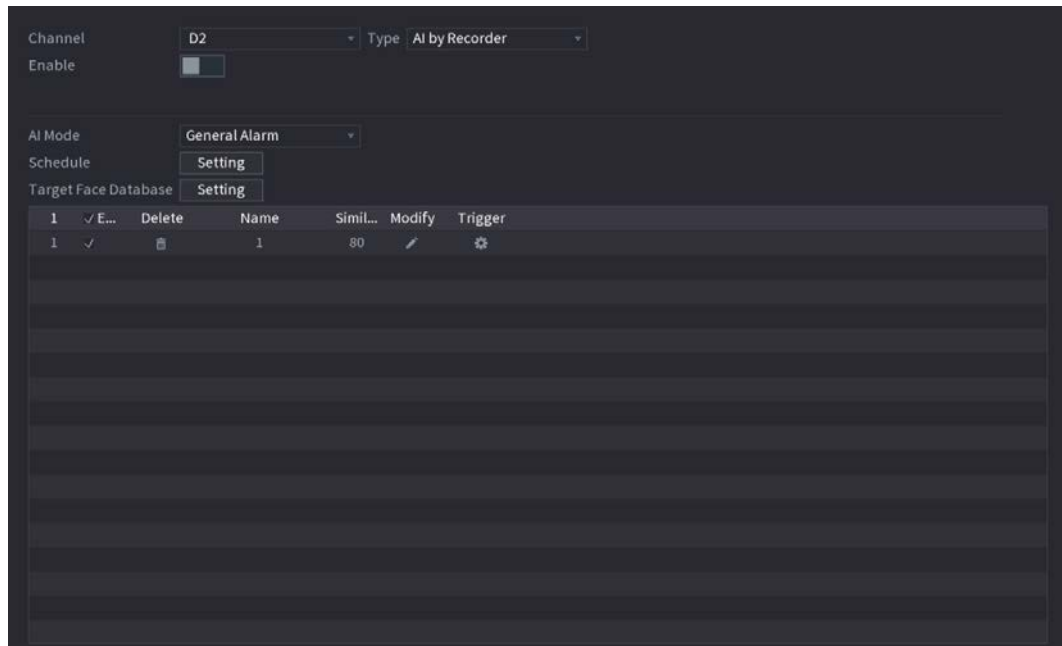 Channel D2 Type AI by Recorder
Enable
AI Mode General Alarm
Schedule Setting
Target Face Database Setting
1 E... Delete Name Simil... Modify Trigger
1 1 80